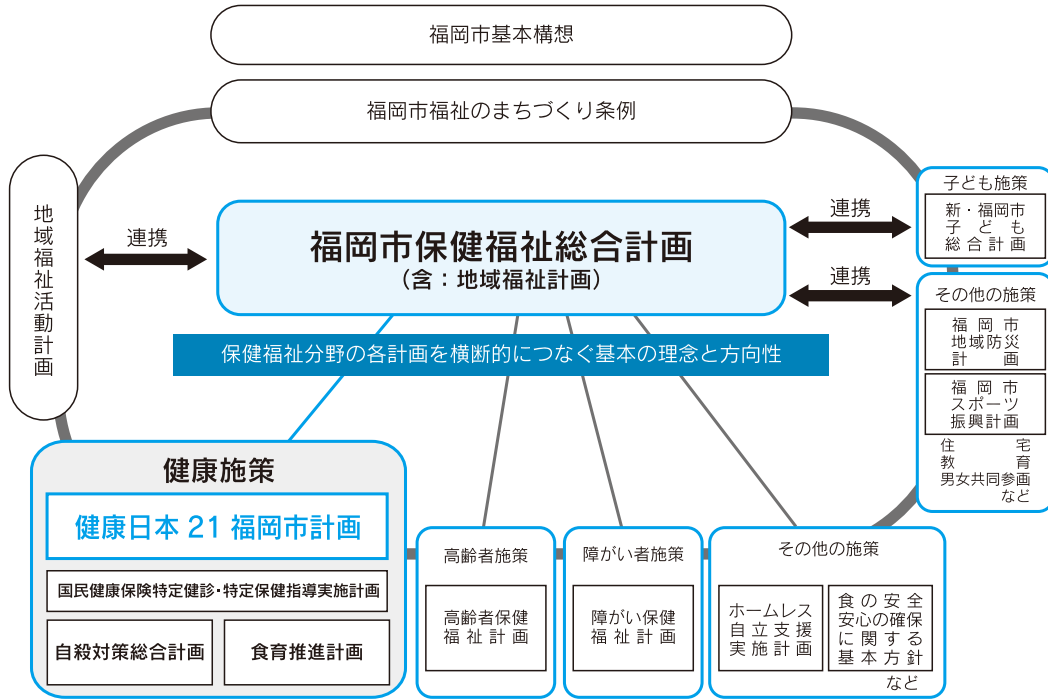 福岡市基本構想
福岡市福祉のまちづくり条例
地域福祉活動計画
連携
福岡市保健福祉総合計画
(含：地域福祉計画)
連携
連携
子ども施策
新・福岡市
子ども
総合計画
その他の施策
福岡市
地域防災
計画
福岡市
スポーツ
振興計画
住宅
教育
男女共同参画
など
保健福祉分野の各計画を横断的につなぐ基本の理念と方向性
健康施策
健康日本 21 福岡市計画
国民健康保険特定健診・特定保健指導実施計画
自殺対策総合計画
食育推進計画
高齢者施策
高齢者保健
福祉計画
障がい者施策
障がい保健
福祉計画
その他の施策
ホームレス
自立支援
実施計画
食の安全
安心の確保
に関する
基本方針
など